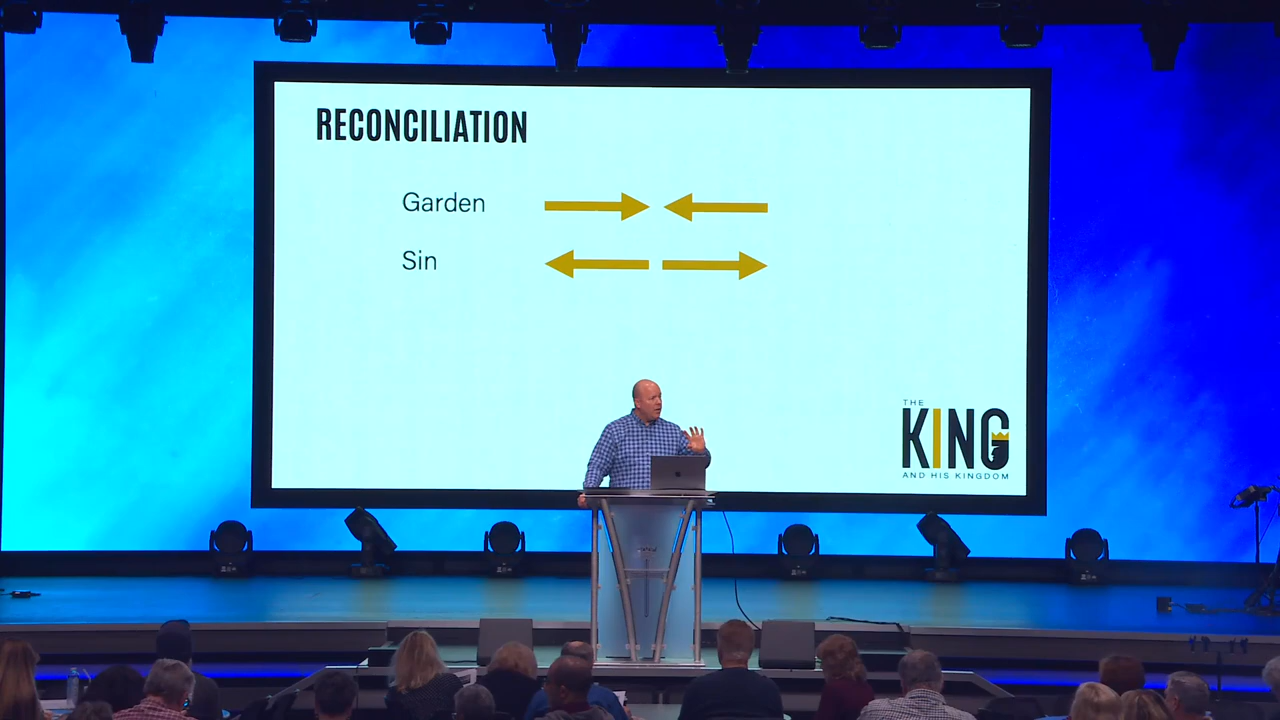 RECONCILIATION
Garden
Sin
THE
KING
AND HIS KINGDOM